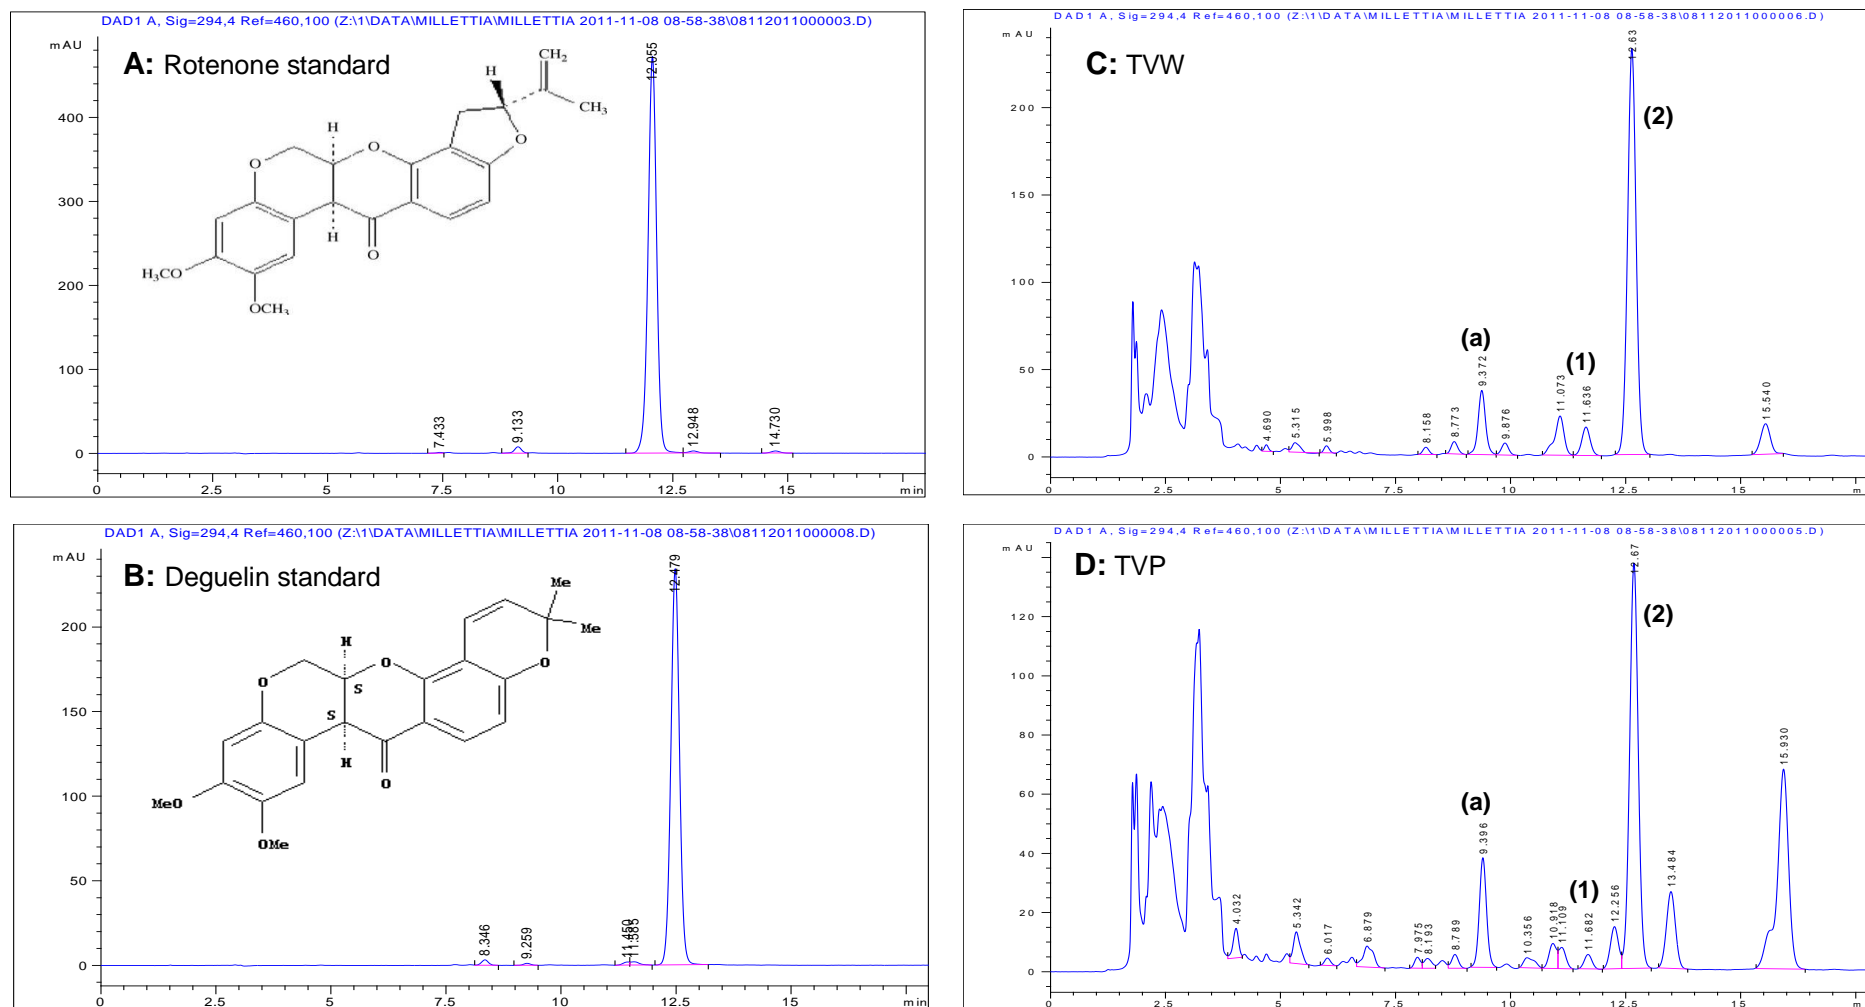 DAD1 A, Sig=294,4 Ref=460,100 (Z:\1\DATA\MILLETTIA\MILLETTIA 2011-11-08 08-58-38\08112011000003.D)
mAU
A: Rotenone standard
12.055
H
CH2
CH3
O
H
O
O
H
O
H3CO
OCH3
400
300
200
100
0
7.433
9.133
12.948
14.730
0
2.5
5
7.5
10
12.5
15
min
DAD1 A, Sig=294,4 Ref=460,100 (Z:\1\DATA\MILLETTIA\MILLETTIA 2011-11-08 08-58-38\08112011000006.D)
mAU
C: TVW
2.63
(2)
200
150
100
50
0
(a)
(1)
4.690
5.315
5.998
8.158
8.773
9.372
9.876
11.073
11.636
15.540
0
2.5
5
7.5
10
12.5
15
m
DAD1 A, Sig=294,4 Ref=460,100 (Z:\1\DATA\MILLETTIA\MILLETTIA 2011-11-08 08-58-38\08112011000008.D)
mAU
B: Deguelin standard
12.479
Me
Me
H
O
O
S
O
S
H
O
MeO
OMe
200
150
100
50
0
8.346
9.259
11.450
11.585
0
2.5
5
7.5
10
12.5
15
min
DAD1 A, Sig=294,4 Ref=460,100 (Z:\1\DATA\MILLETTIA\MILLETTIA 2011-11-08 08-58-38\08112011000005.D)
mAU
D: TVP
12.67
(2)
120
100
80
60
40
20
0
(a)
(1)
4.032
5.342
6.017
6.879
7.975
8.193
8.789
9.396
10.356
10.918
11.109
11.682
12.256
13.484
15.930
0
2.5
5
7.5
10
12.5
15
m